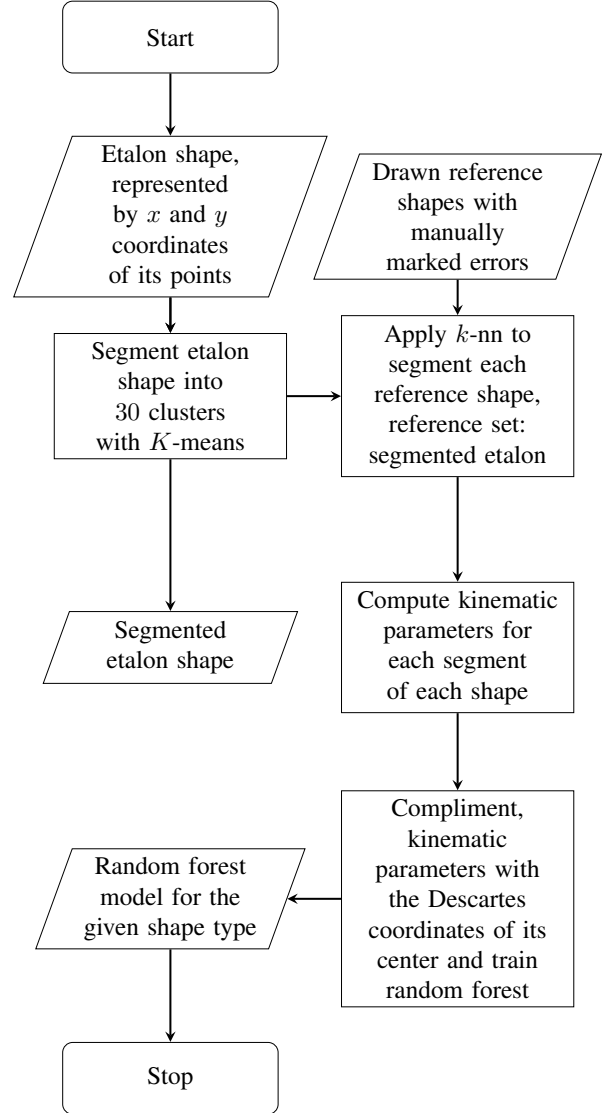 Start
Etalon shape,
represented
by x and y
coordinates
of its points
Drawn reference
shapes with
manually
marked errors
Segment etalon
shape into
30 clusters
with K-means
Apply k-nn to
segment each
reference shape,
reference set:
segmented etalon
Segmented
etalon shape
Compute kinematic
parameters for
each segment
of each shape
Compliment,
kinematic
parameters with
the Descartes
coordinates of its
center and train
random forest
Random forest
model for the
given shape type
Stop